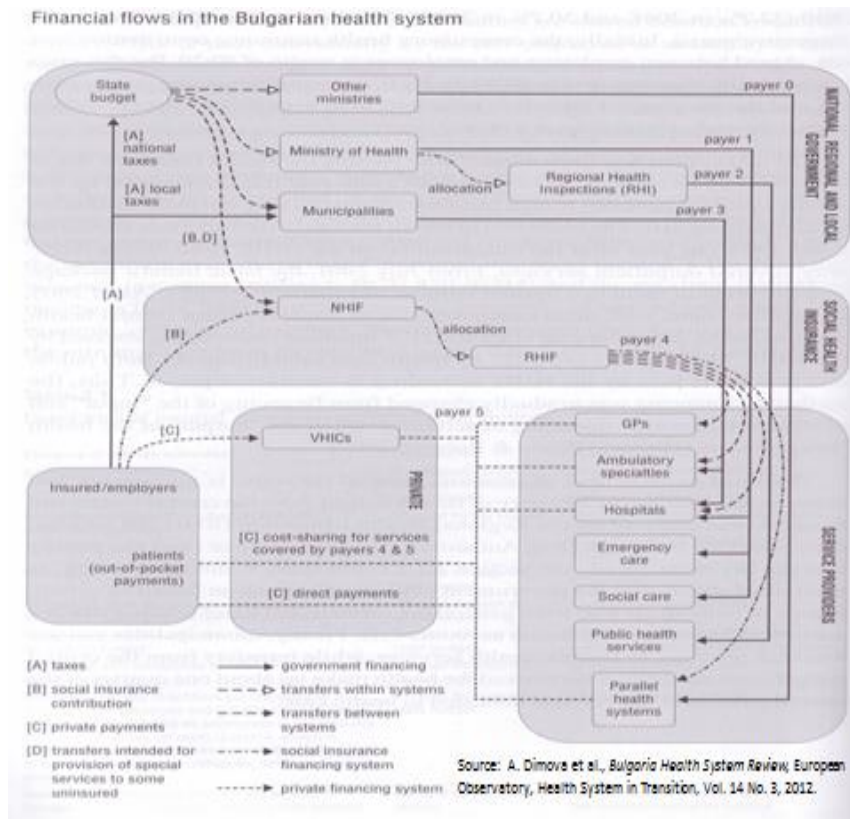 Financial flows in the Bulgarian health system
State
budget
Other
ministries
payer 0
[A]
national
taxes
Ministry of Health
payer 1
allocation
Regional Health
Inspections (RHI)
payer 2
[A] local
taxes
Municipalities
payer 3
[B,D]
NATIONAL, REGIONAL AND LOCAL
GOVERNMENT
[A]
NHIF
[B]
allocation
payer 4
RHIF
SOCIAL HEALTH
INSURANCE
payer 5
[C]
VHICs
PRIVATE
GPs
Ambulatory
specialties
Insured/employers
Hospitals
[C] cost-sharing for services
covered by payers 4 & 5
patients
(out-of-pocket
payments)
Emergency
care
[C] direct payments
Social care
Public health
services
Parallel
health
systems
SERVICE PROVIDERS
[A] taxes
[B] social insurance
contribution
[C] private payments
[D] transfers intended for
provision of special
services to some
uninsured
government financing
transfers within systems
transfers between
systems
social insurance
financing system
private financing system
Source: A. Dimova et al., Bulgaria Health System Review, European
Observatory, Health System in Transition, Vol. 14 No. 3, 2012.